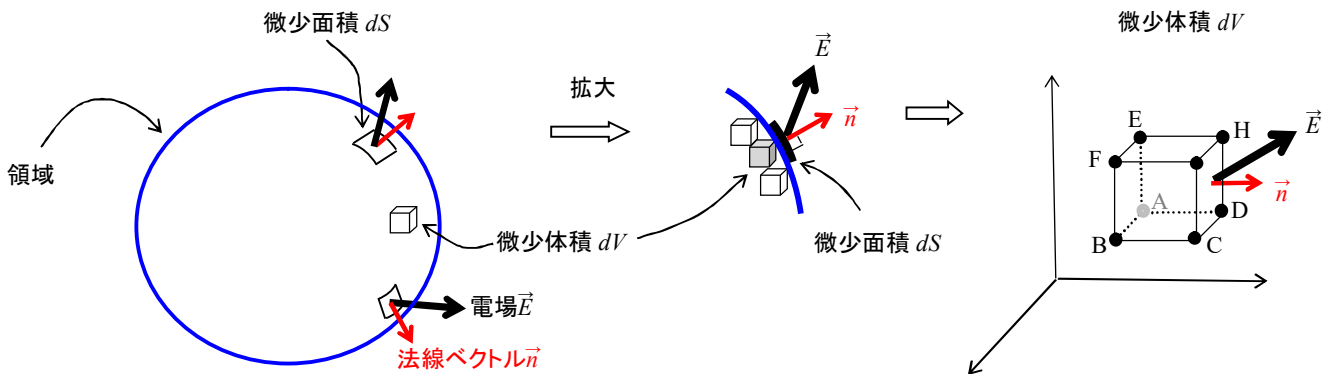 微少面積 dS
領域
微少体積 dV
電場E⃗
法線ベクトルn⃗
拡大
E⃗
n⃗
微少面積 dS
微少体積 dV
E
H
F
E⃗
n⃗
A
D
B
C